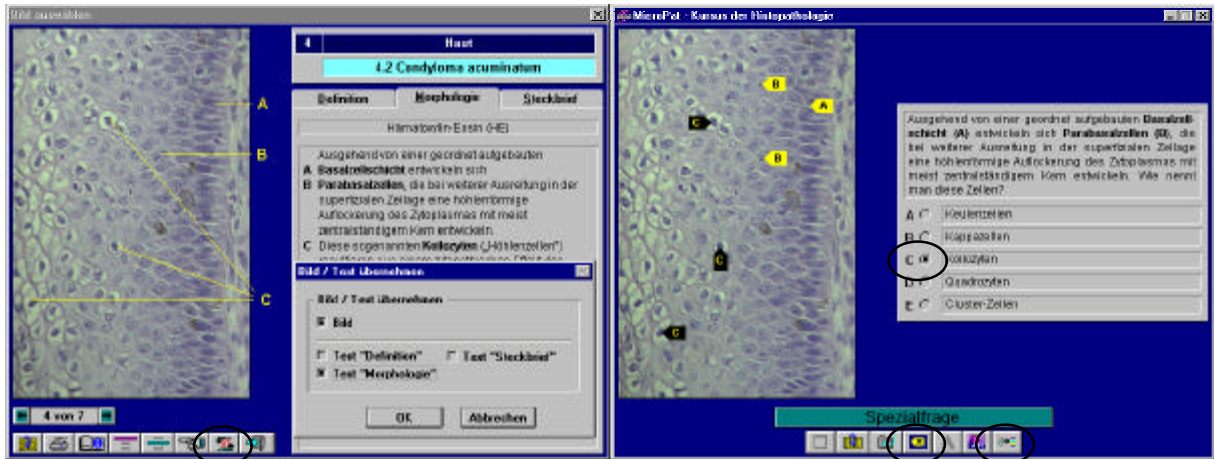 Bild auswählen
4 Haut
4.2 Condyloma acuminatum
Definition Morphologie Steckbrief
Hämatoxilin-Eosin (HE)
Ausgehend von einer geordnet aufgebauten
A Basalzellschicht entwickeln sich
B Parabasalzellen, die bei weiterer Ausreifung in der
superfizialen Zellage eine höhlenförmige
Auflockerung des Zytoplasmas mit meist
zentralständigem Kern entwickeln.
C Diese sogenannten Koilozyten („Höhlenzellen")
A
B
C
Bild / Text übernehmen
Bild / Text übernehmen
Bild
Text "Definition" Text "Steckbrief"
Text "Morphologie"
OK Abbrechen
4 von 7
MicroPat - Kursus der Histopathologie
B
A
C
B
C
C
Ausgehend von einer geordnet aufgebauten Basalzell-
schicht (A) entwickeln sich Parabasalzellen (B), die
bei weiterer Ausreifung in der superfizialen Zellage
eine höhlenförmige Auflockerung des Zytoplasmas mit
meist zentralständigem Kern entwickeln. Wie nennt
man diese Zellen?
A Keulenzellen
B Kappazellen
C Koilozyten
D Quadrozyten
E Cluster-Zellen
Spezialfrage